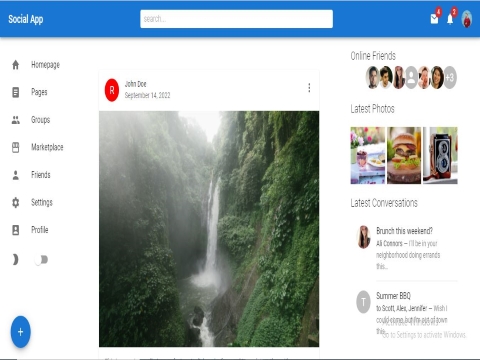 Social App
search...
4
2
Homepage
Pages
Groups
Marketplace
Friends
Settings
Profile
+
R
John Doe
September 14, 2022
Online Friends
+3
Latest Photos
Latest Conversations
Brunch this weekend?
Ali Connors — I'll be in your
neighborhood doing errands
this…
T
Summer BBQ
to Scott, Alex, Jennifer — Wish I
could come, but I'm out of town
this…
Activate Windows
Go to Settings to activate Windows.